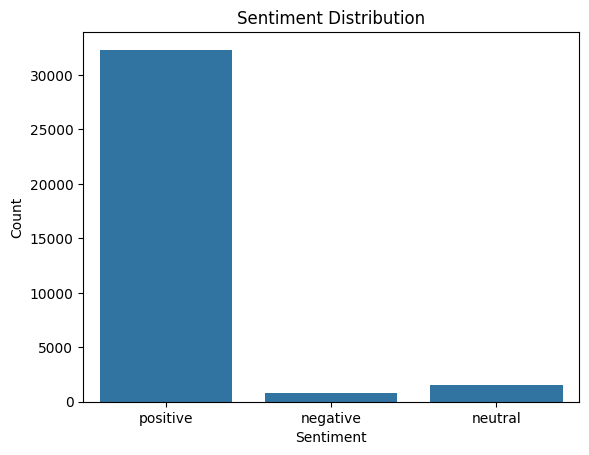 Sentiment Distribution
Count
30000
25000
20000
15000
10000
5000
0
positive negative neutral
Sentiment